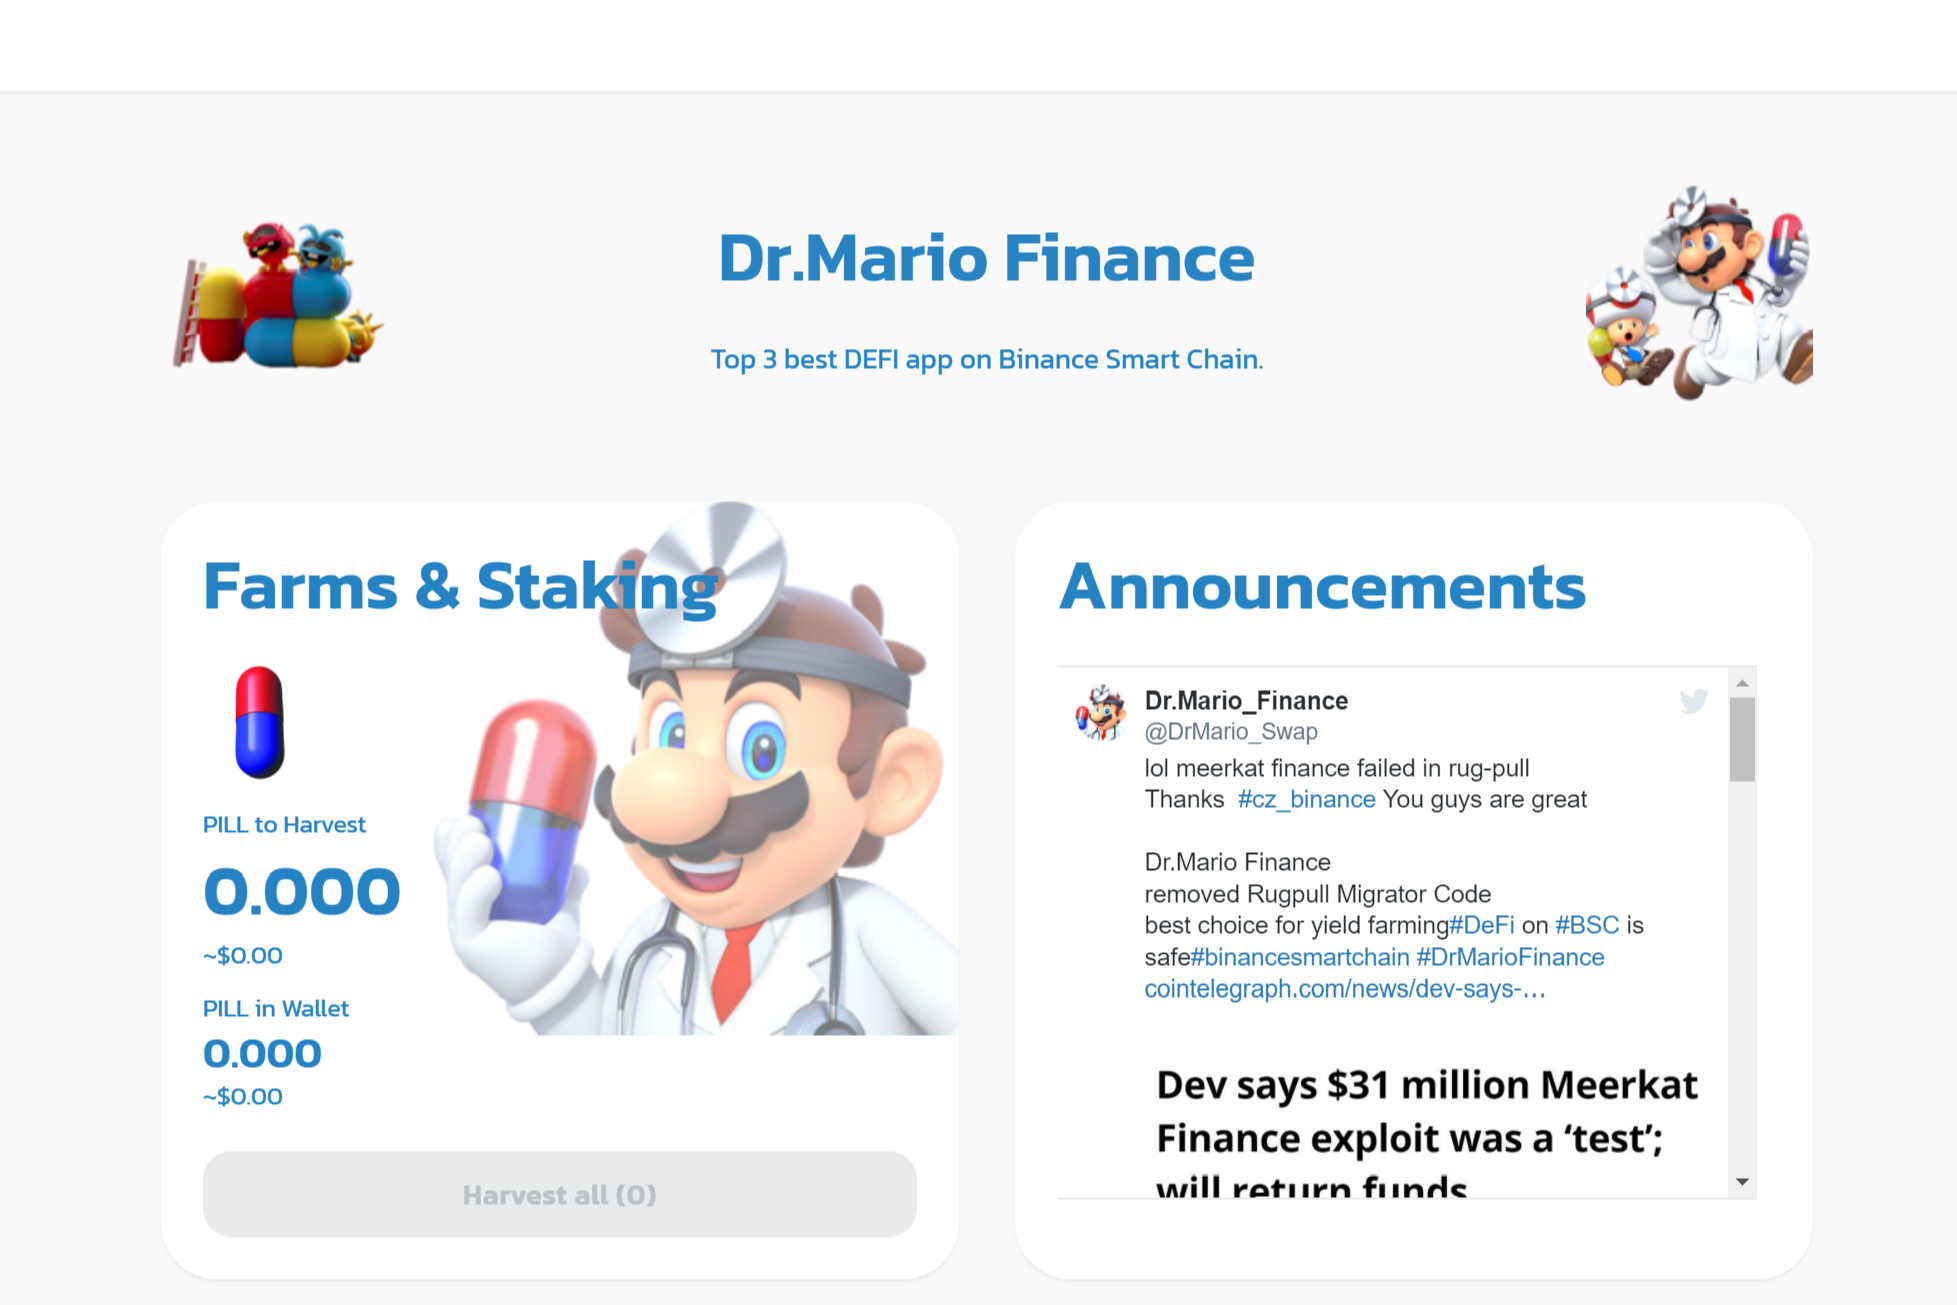 Dr.Mario Finance
Top 3 best DEFI app on Binance Smart Chain.
Farms & Staking
PILL to Harvest
0.000
~$0.00
PILL in Wallet
0.000
~$0.00
Harvest all (0)
Announcements
Dr.Mario_Finance
@DrMario_Swap
lol meerkat finance failed in rug-pull
Thanks #cz_binance You guys are great
Dr.Mario Finance
removed Rugpull Migrator Code
best choice for yield farming#DeFi on #BSC is
safe#binancesmartchain #DrMarioFinance
cointelegraph.com/news/dev-says-…
Dev says $31 million Meerkat
Finance exploit was a ‘test’;
will return funds